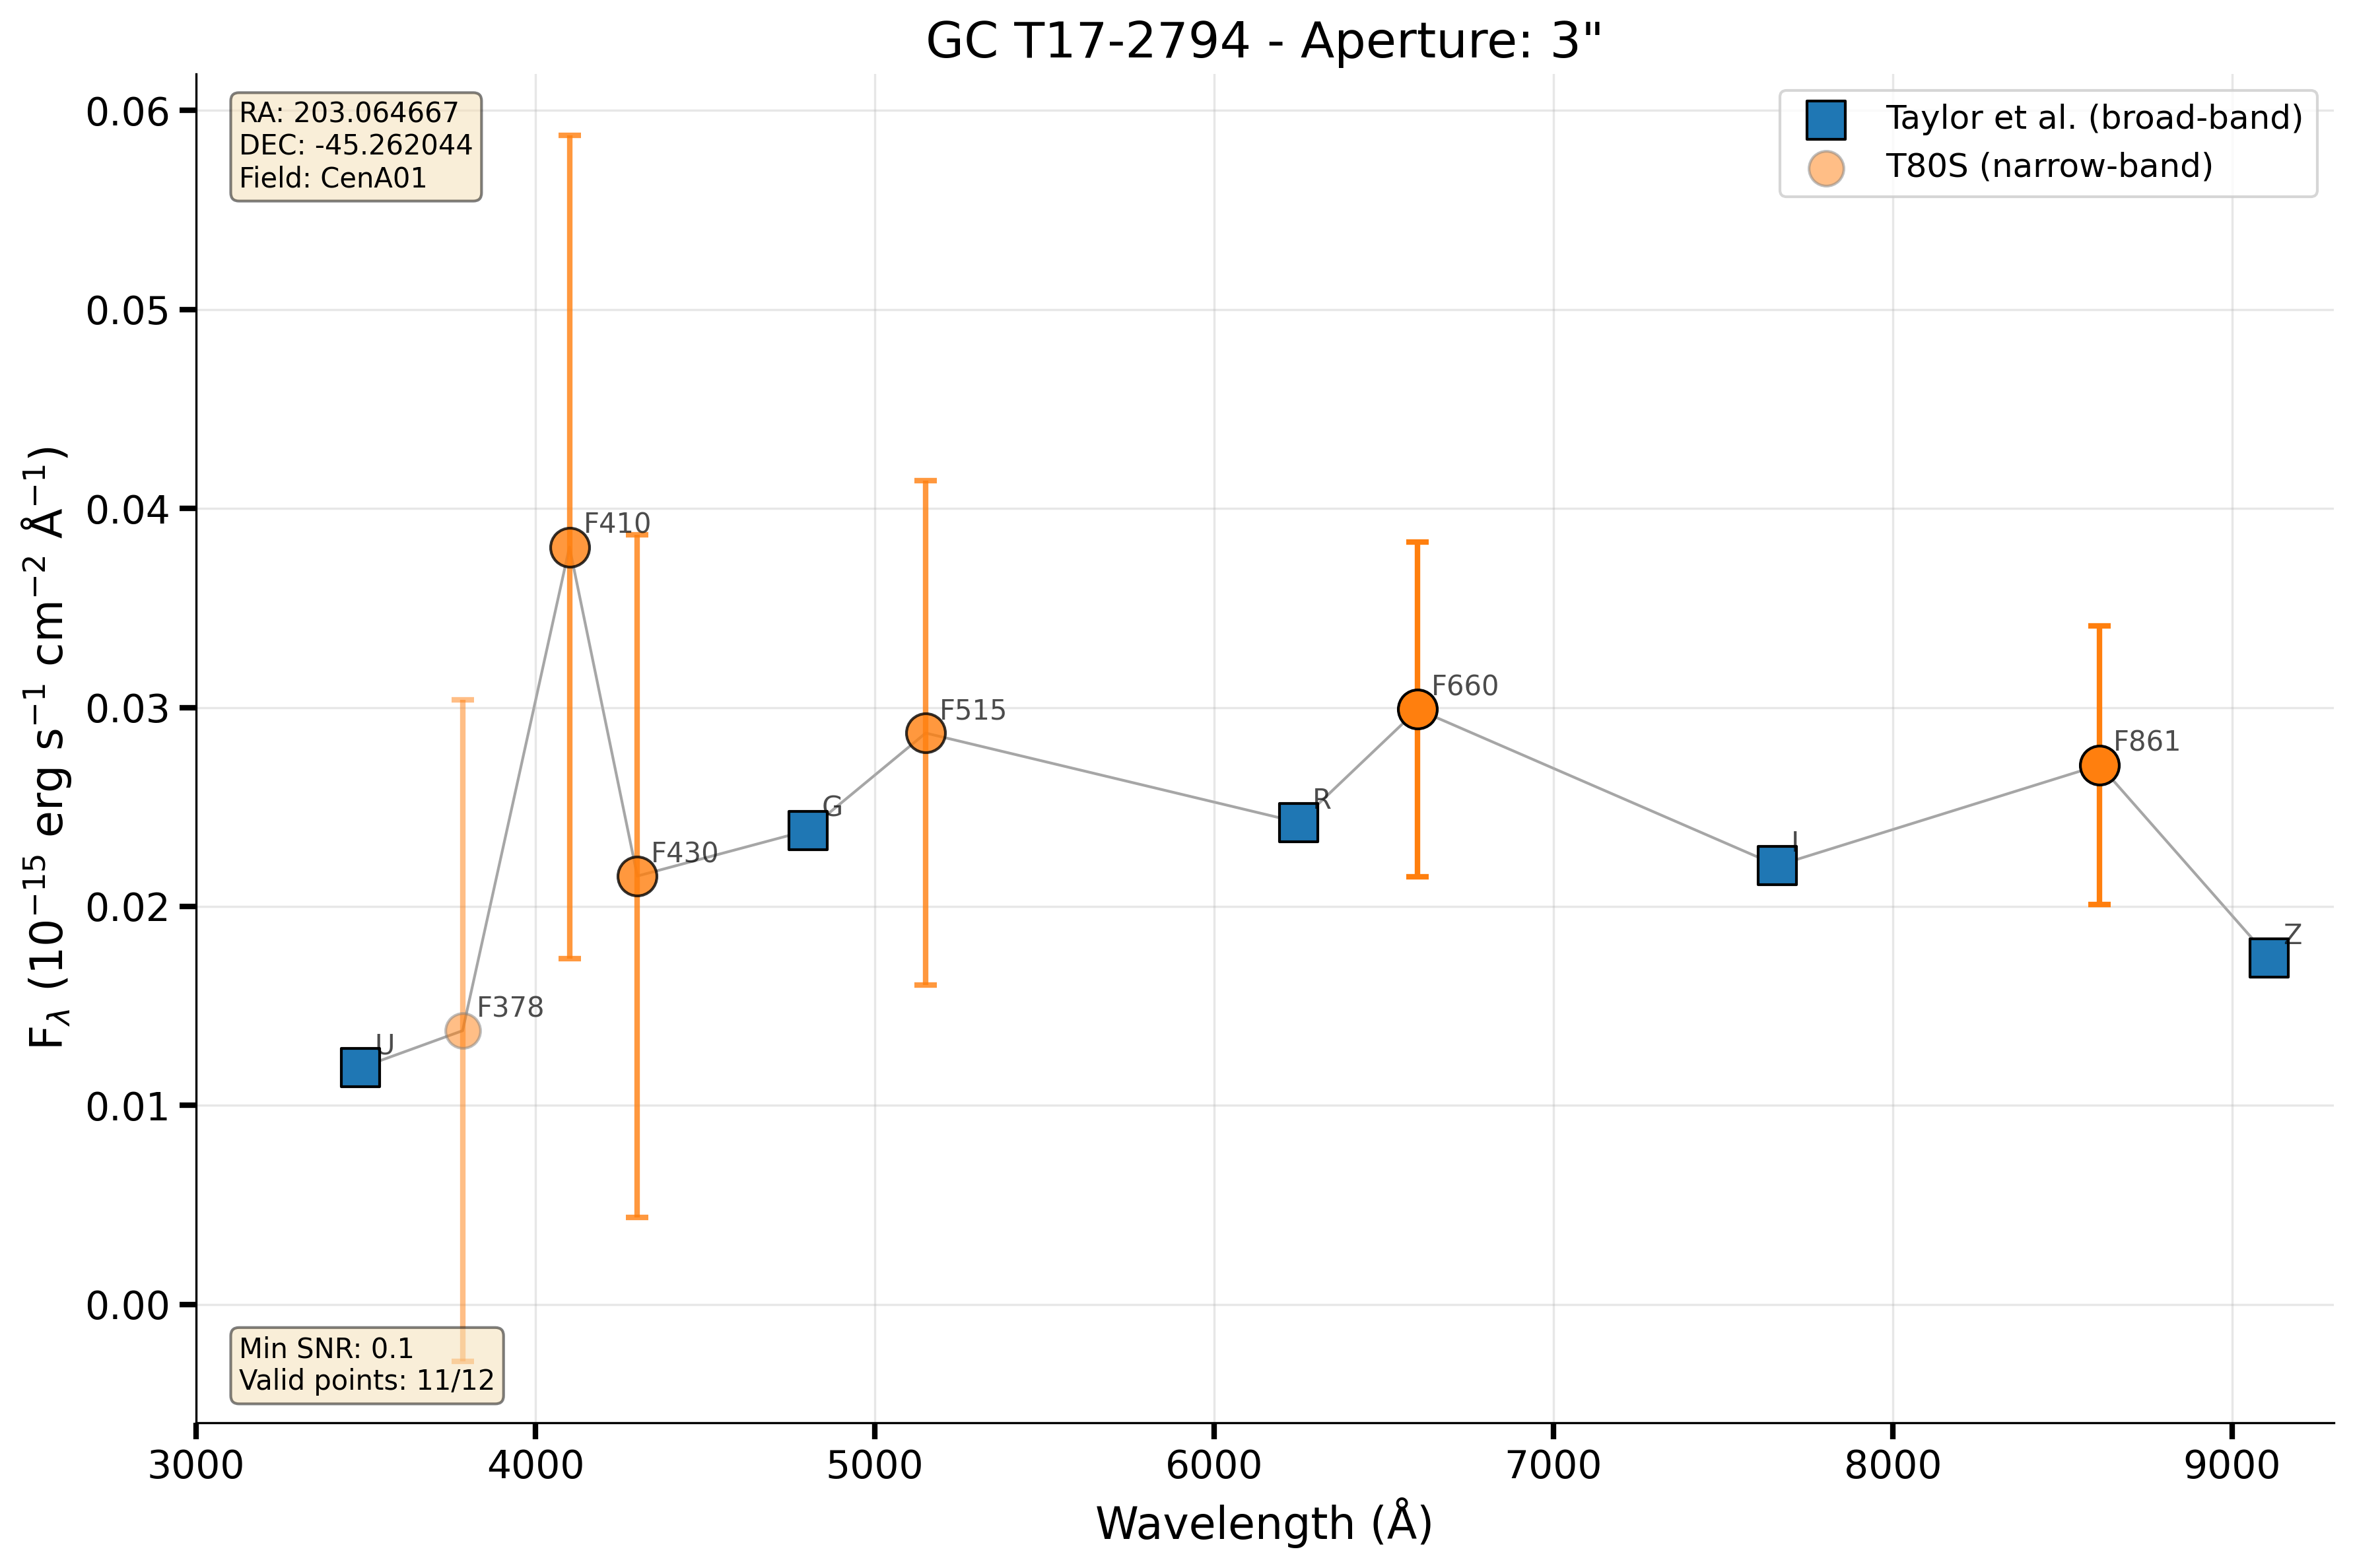 GC T17-2794 - Aperture: 3"
RA: 203.064667
DEC: -45.262044
Field: CenA01
Taylor et al. (broad-band)
T80S (narrow-band)
0.06
0.05
0.04
0.03
0.02
0.01
0.00
F_λ (10⁻¹⁵ erg s⁻¹ cm⁻² Å⁻¹)
U
F378
F410
F430
G
F515
R
F660
I
F861
Z
Min SNR: 0.1
Valid points: 11/12
3000 4000 5000 6000 7000 8000 9000
Wavelength (Å)